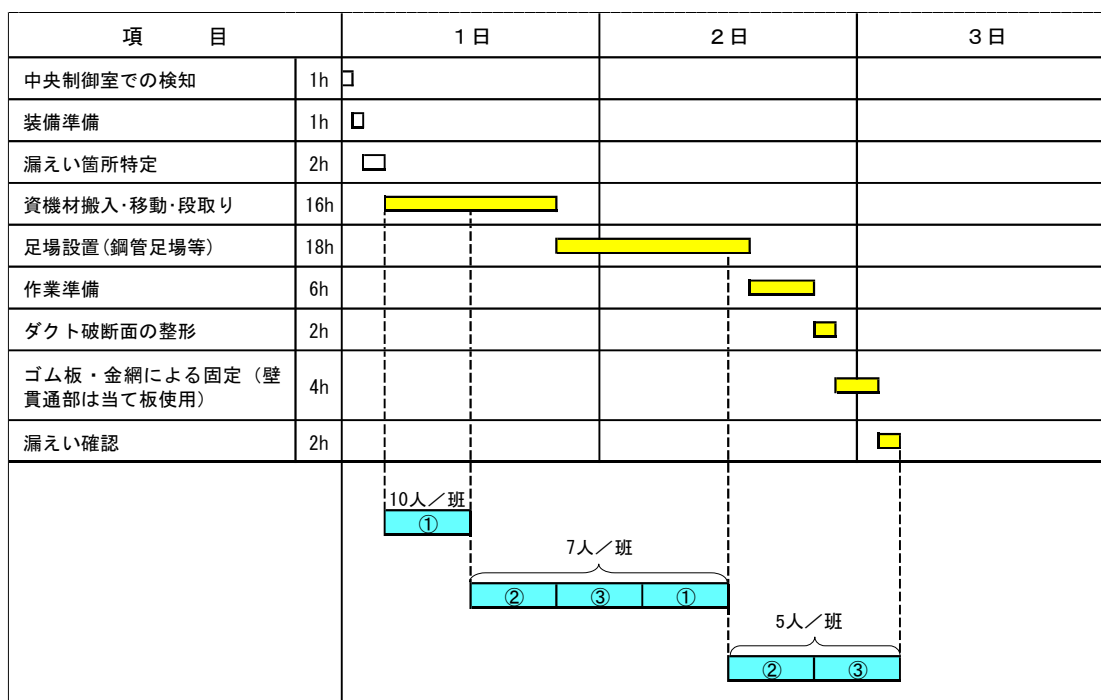 項　目 1日 2日 3日
中央制御室での検知 1h
装備準備 1h
漏えい箇所特定 2h
資機材搬入･移動･段取り 16h
足場設置(鋼管足場等) 18h
作業準備 6h
ダクト破断面の整形 2h
ゴム板・金網による固定（壁
貫通部は当て板使用） 4h
漏えい確認 2h
10人／班
①
7人／班
② ③ ①
5人／班
② ③